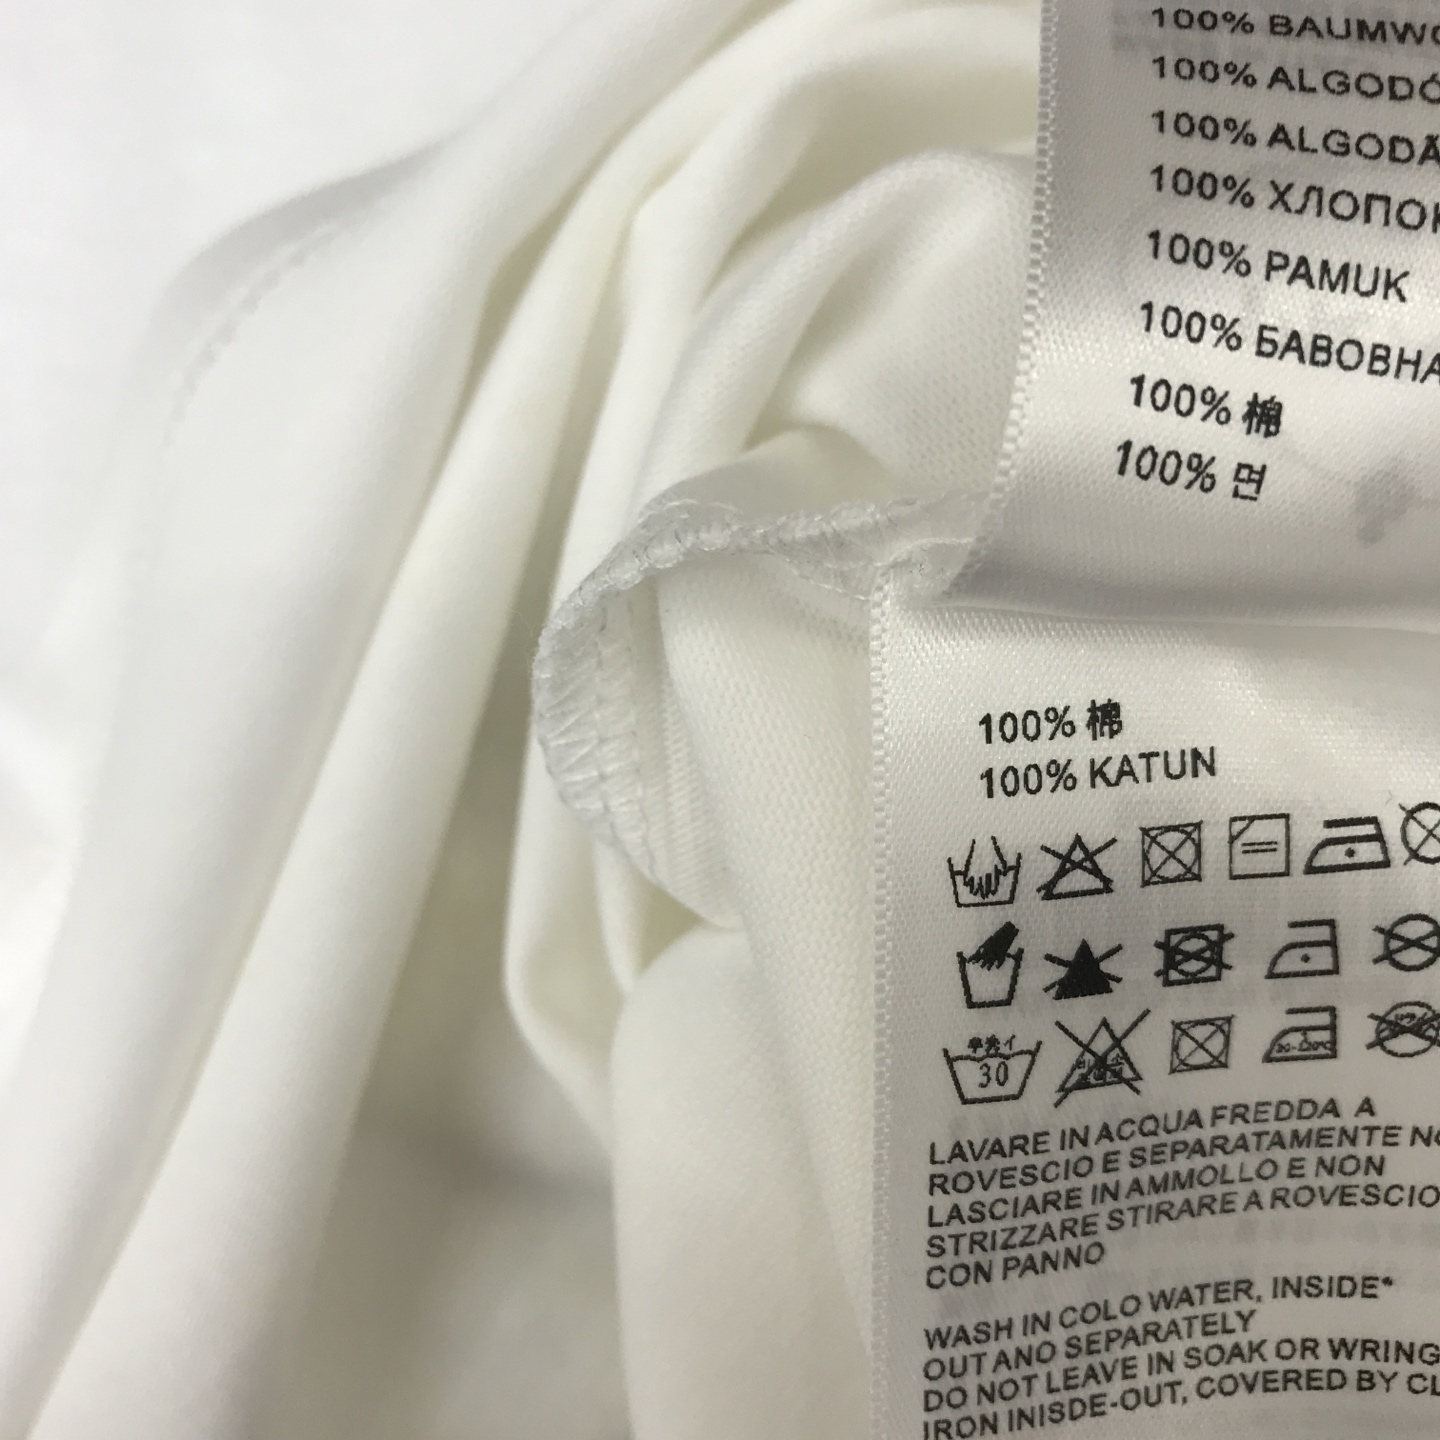 100% BAUMWO
100% ALGODÓ
100% ALGODÃ
100% ХЛОПОК
100% PAMUK
100% БАВОВНА
100% 棉
100% 면
100% 棉
100% KATUN
30
LAVARE IN ACQUA FREDDA A
ROVESCIO E SEPARATAMENTE NO
LASCIARE IN AMMOLLO E NON
STRIZZARE STIRARE A ROVESCIO
CON PANNO
WASH IN COLO WATER, INSIDE*
OUT ANO SEPARATELY
DO NOT LEAVE IN SOAK OR WRING
IRON INISDE-OUT, COVERED BY CL